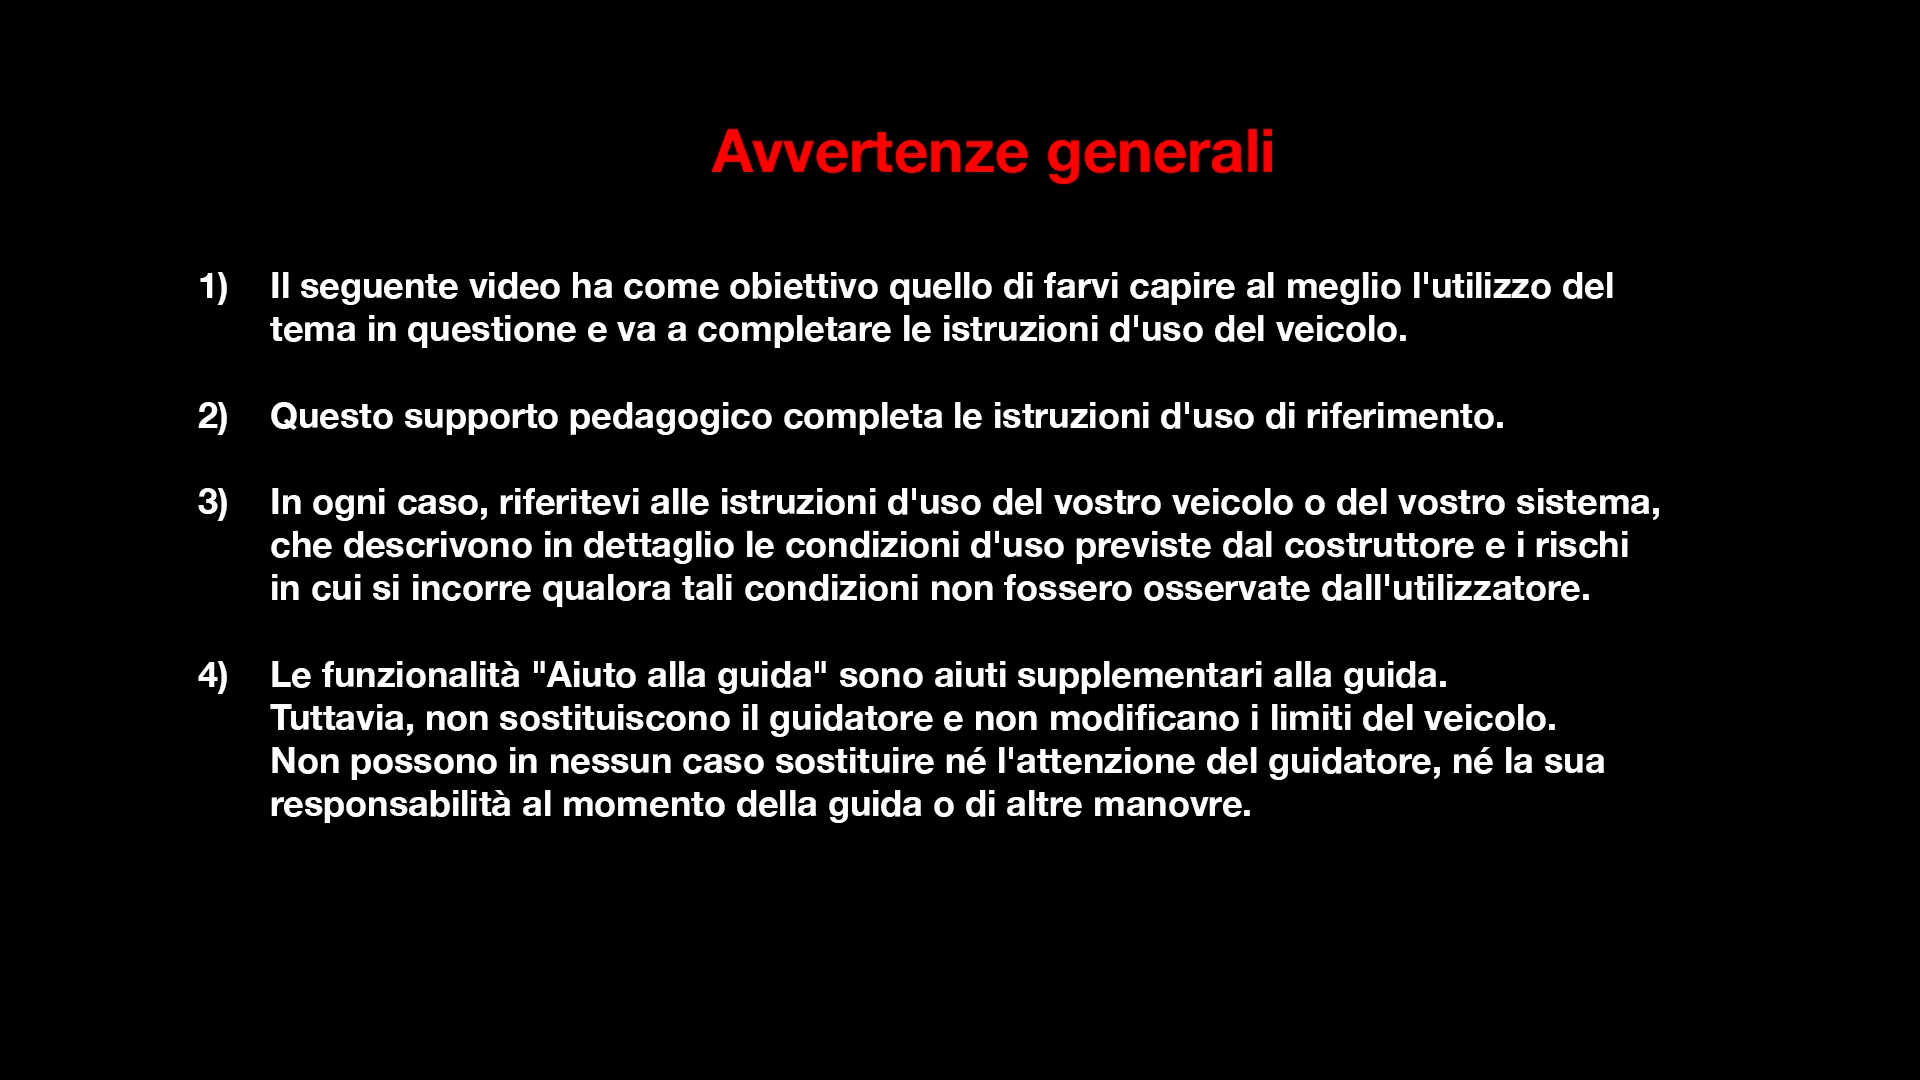 Avvertenze generali
1) Il seguente video ha come obiettivo quello di farvi capire al meglio l'utilizzo del
tema in questione e va a completare le istruzioni d'uso del veicolo.
2) Questo supporto pedagogico completa le istruzioni d'uso di riferimento.
3) In ogni caso, riferitevi alle istruzioni d'uso del vostro veicolo o del vostro sistema,
che descrivono in dettaglio le condizioni d'uso previste dal costruttore e i rischi
in cui si incorre qualora tali condizioni non fossero osservate dall'utilizzatore.
4) Le funzionalità "Aiuto alla guida" sono aiuti supplementari alla guida.
Tuttavia, non sostituiscono il guidatore e non modificano i limiti del veicolo.
Non possono in nessun caso sostituire né l'attenzione del guidatore, né la sua
responsabilità al momento della guida o di altre manovre.